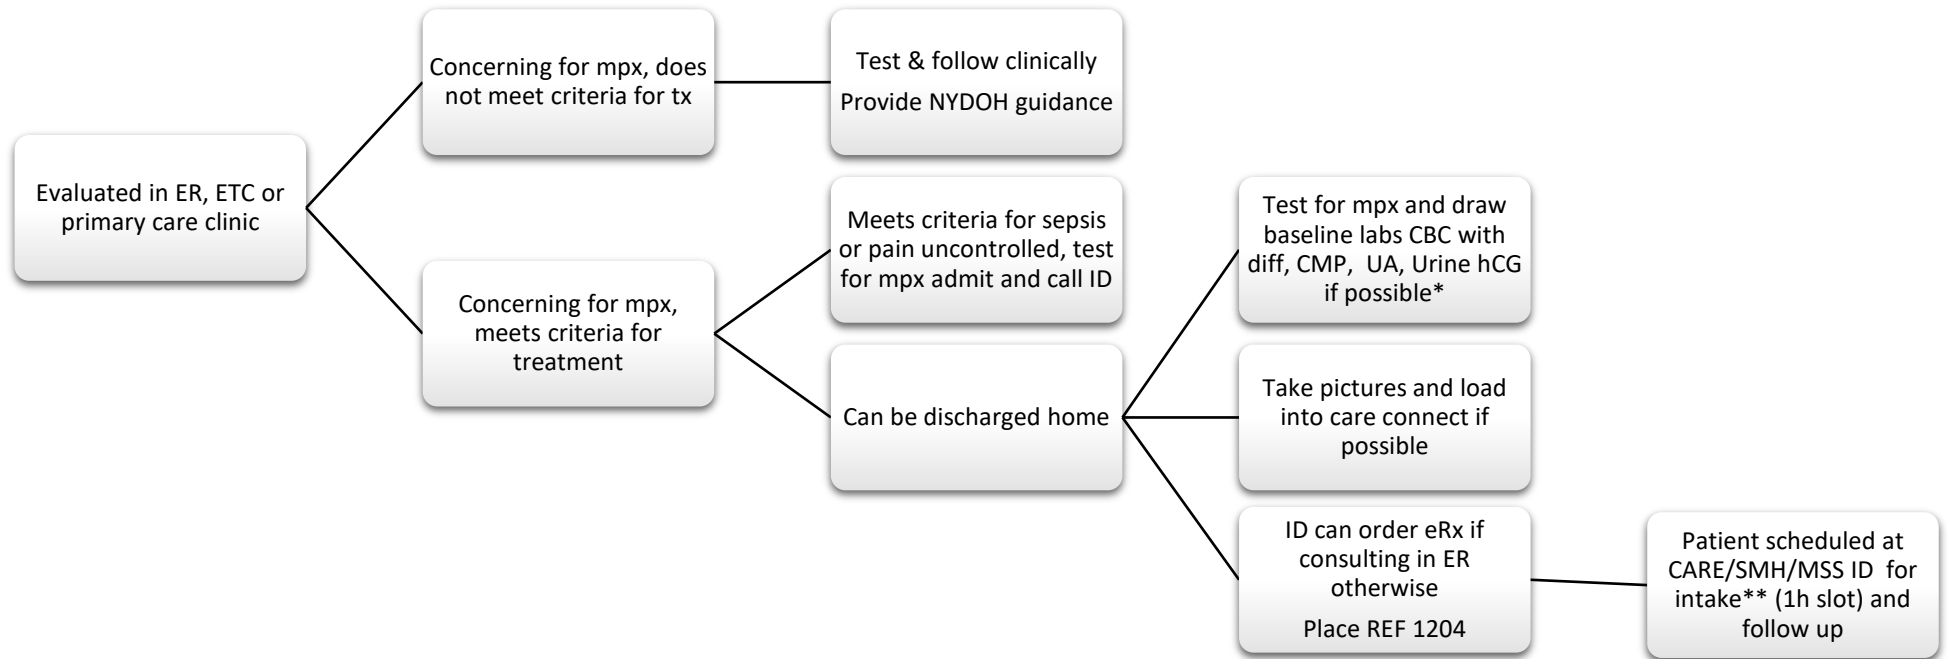 Evaluated in ER, ETC or
primary care clinic
Concerning for mpx, does
not meet criteria for tx
Test & follow clinically
Provide NYDOH guidance
Concerning for mpx,
meets criteria for
treatment
Meets criteria for sepsis
or pain uncontrolled, test
for mpx admit and call ID
Can be discharged home
Test for mpx and draw
baseline labs CBC with
diff, CMP, UA, Urine hCG
if possible*
Take pictures and load
into care connect if
possible
ID can order eRx if
consulting in ER
otherwise
Place REF 1204
Patient scheduled at
CARE/SMH/MSS ID for
intake** (1h slot) and
follow up